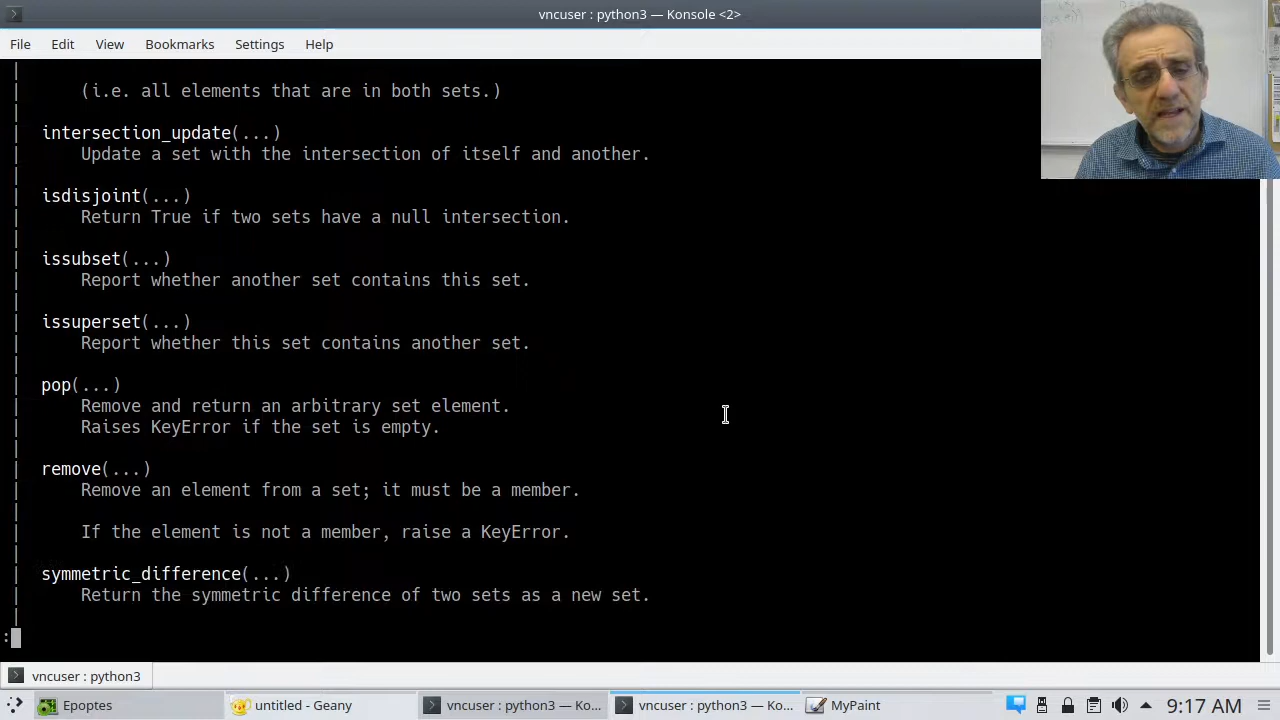 vncuser : python3 — Konsole <2>
File Edit View Bookmarks Settings Help
| (i.e. all elements that are in both sets.)
|
| intersection_update(...)
| Update a set with the intersection of itself and another.
|
| isdisjoint(...)
| Return True if two sets have a null intersection.
|
| issubset(...)
| Report whether another set contains this set.
|
| issuperset(...)
| Report whether this set contains another set.
|
| pop(...)
| Remove and return an arbitrary set element.
| Raises KeyError if the set is empty.
|
| remove(...)
| Remove an element from a set; it must be a member.
|
| If the element is not a member, raise a KeyError.
|
| symmetric_difference(...)
| Return the symmetric difference of two sets as a new set.
|
:
vncuser : python3
Epoptes untitled - Geany vncuser : python3 — Ko... vncuser : python3 — Ko... MyPaint 9:17 AM